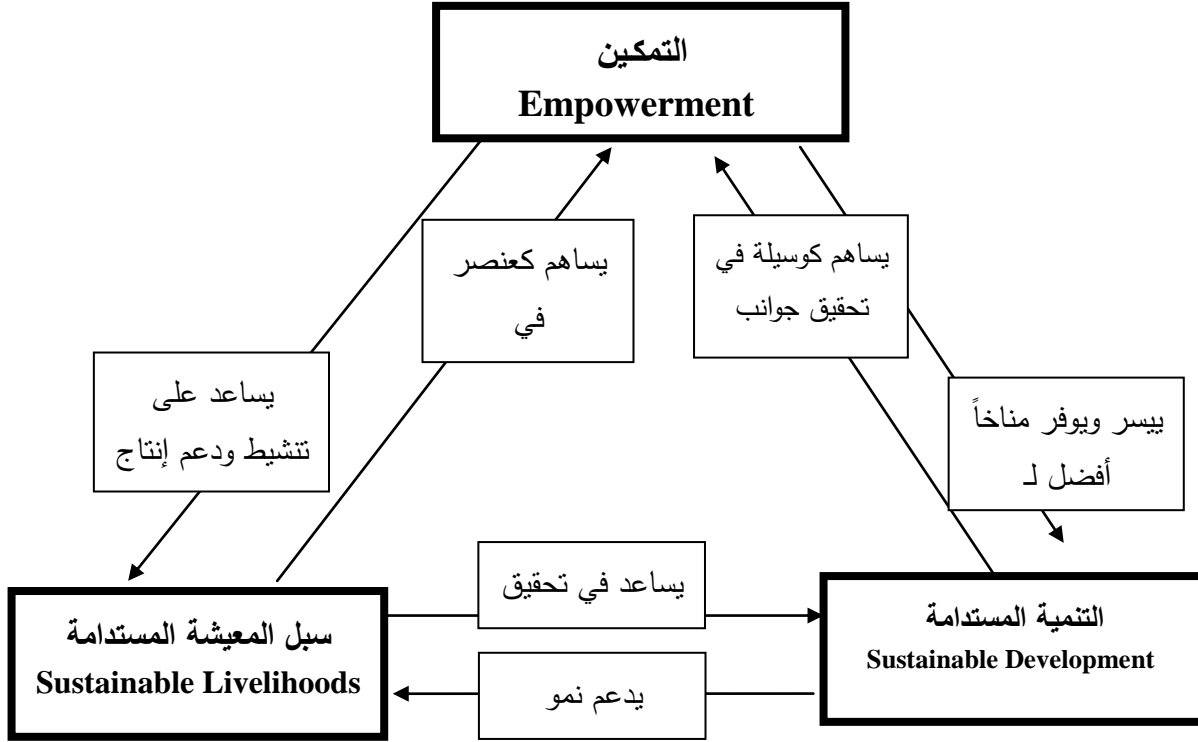 التمكين
Empowerment
يساهم كعنصر
في
يساهم كوسيلة في
تحقيق جوانب
يساعد على
تنشيط ودعم إنتاج
ييسر ويوفر مناخاً
أفضل لـ
يساعد في تحقيق
سبل المعيشة المستدامة
Sustainable Livelihoods
التنمية المستدامة
Sustainable Development
يدعم نمو